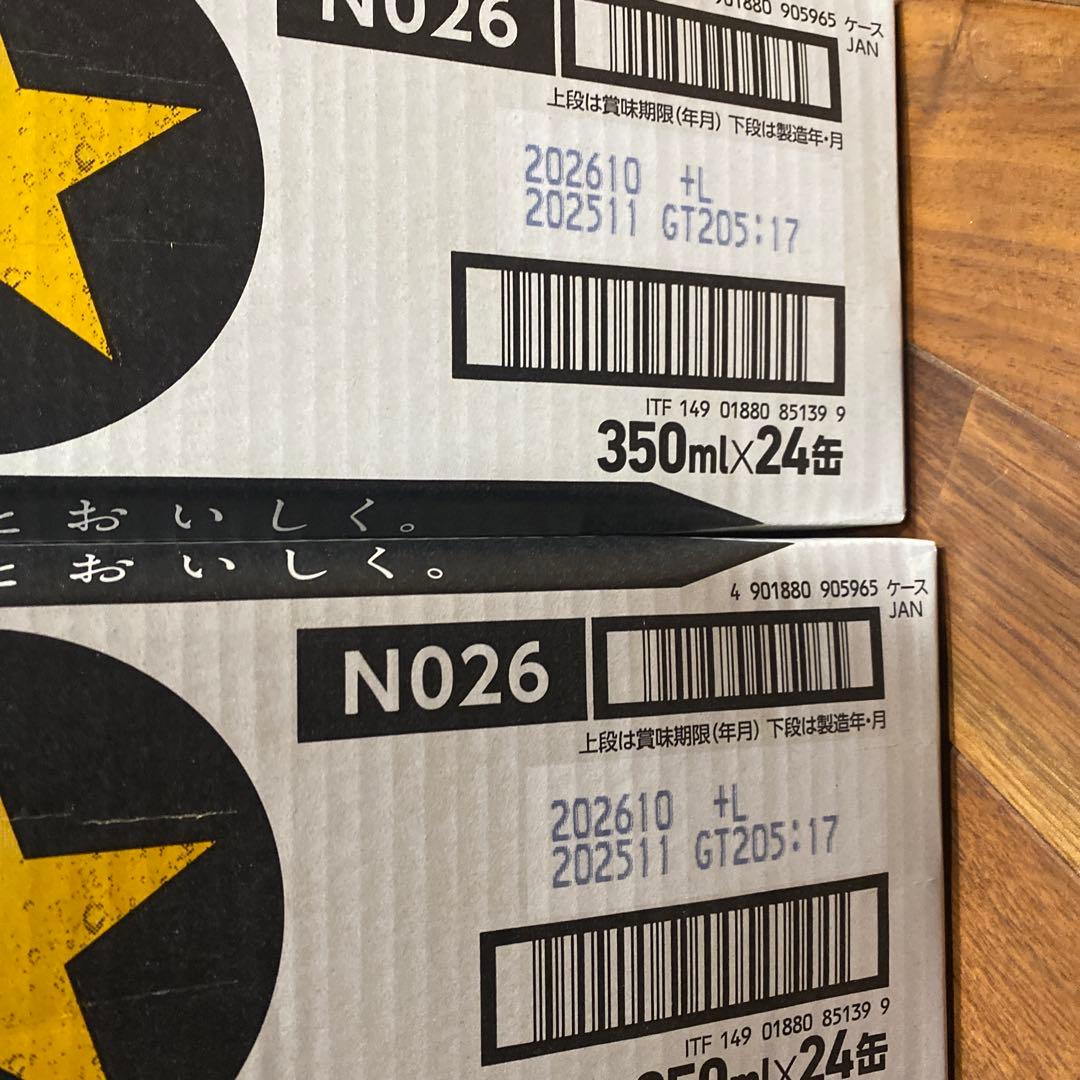 N026
901880 905965 ケース
JAN
上段は賞味期限(年月) 下段は製造年・月
202610 +L
202511 GT205:17
ITF 149 01880 85139 9
350ml×24缶
おいしく。
おいしく。
4 901880 905965 ケース
JAN
N026
上段は賞味期限(年月) 下段は製造年・月
202610 +L
202511 GT205:17
ITF 149 01880 85139 9
350ml×24缶